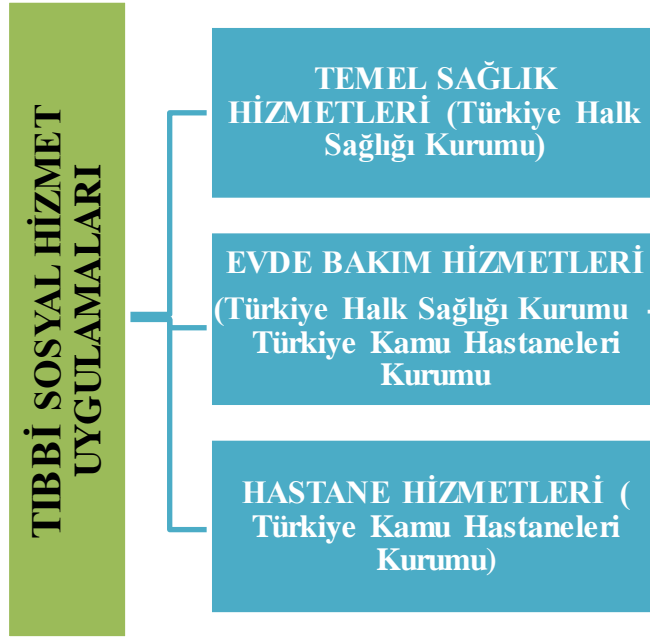 TIBBİ SOSYAL HİZMET
UYGULAMALARI
TEMEL SAĞLIK
HİZMETLERİ (Türkiye Halk
Sağlığı Kurumu)
EVDE BAKIM HİZMETLERİ
(Türkiye Halk Sağlığı Kurumu -
Türkiye Kamu Hastaneleri
Kurumu
HASTANE HİZMETLERİ (
Türkiye Kamu Hastaneleri
Kurumu)